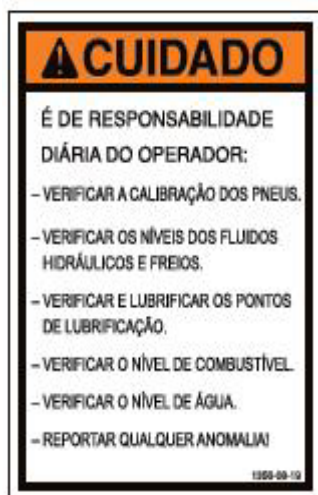 CUIDADO
É DE RESPONSABILIDADE
DIÁRIA DO OPERADOR:
– VERIFICAR A CALIBRAÇÃO DOS PNEUS.
– VERIFICAR OS NÍVEIS DOS FLUIDOS
HIDRÁULICOS E FREIOS.
– VERIFICAR E LUBRIFICAR OS PONTOS
DE LUBRIFICAÇÃO.
– VERIFICAR O NÍVEL DE COMBUSTÍVEL.
– VERIFICAR O NÍVEL DE ÁGUA.
– REPORTAR QUALQUER ANOMALIA!